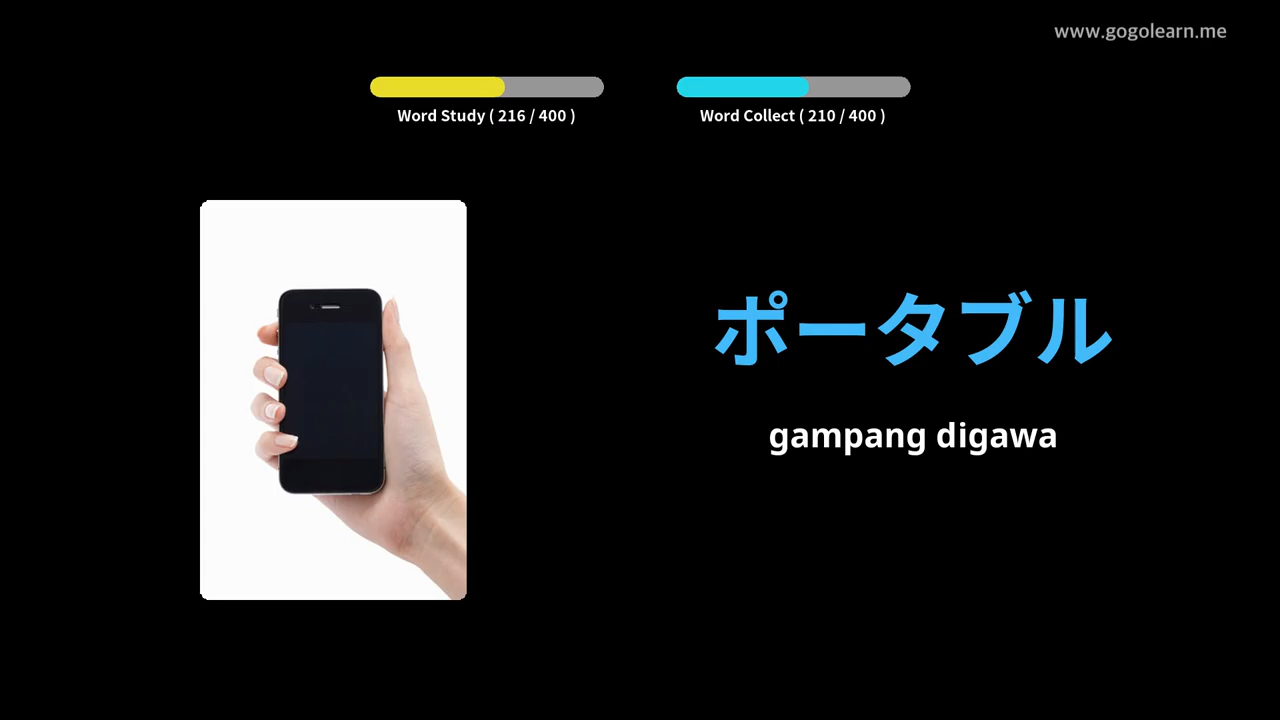 www.gogolearn.me
Word Study ( 216 / 400 )
Word Collect ( 210 / 400 )
ポータブル
gampang digawa